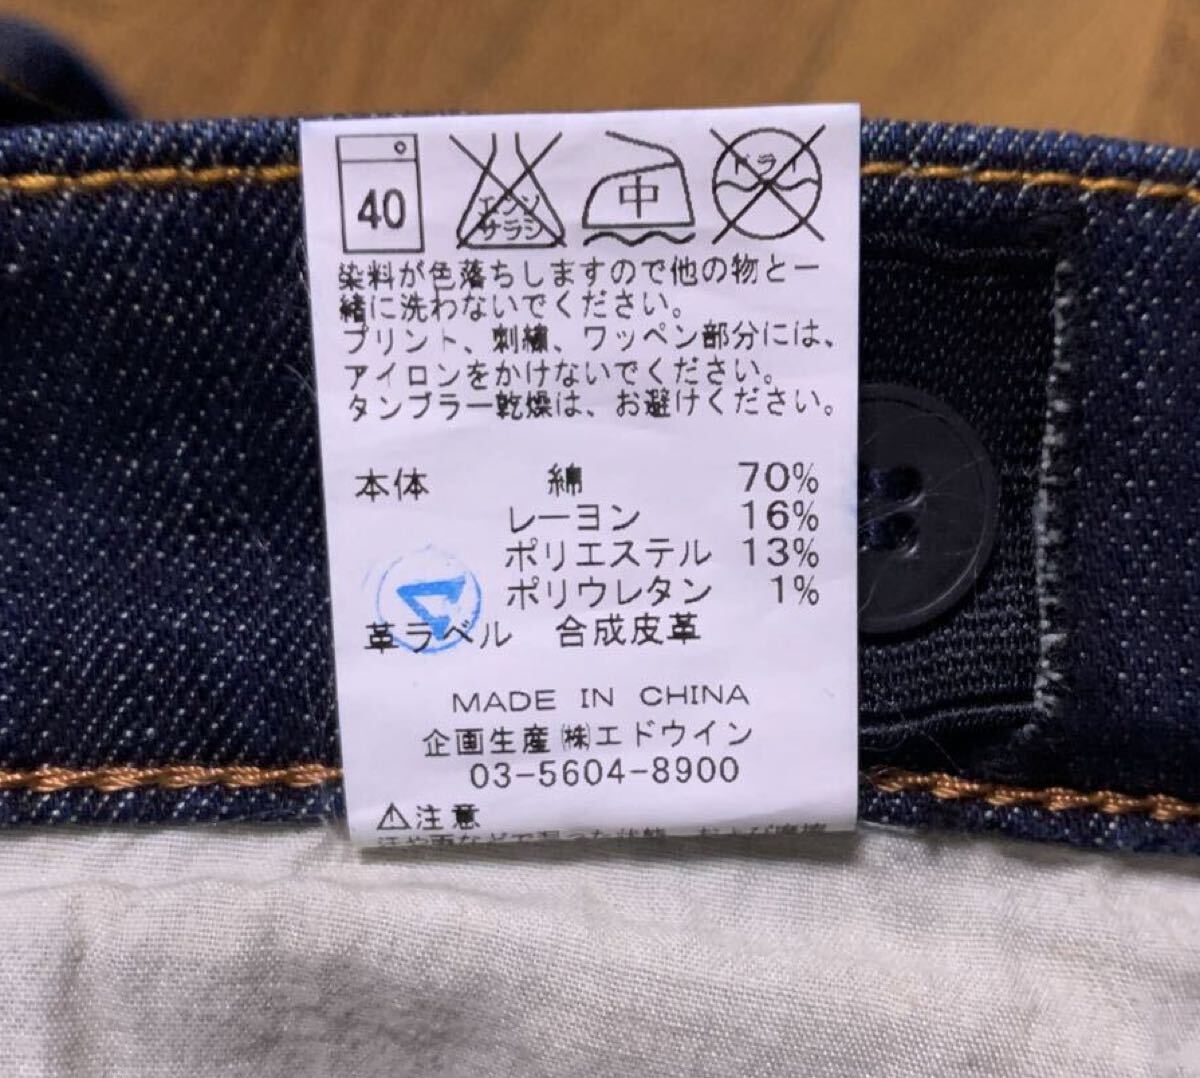 40 エンソ サラシ 中 ドライ
染料が色落ちしますので他の物と一
緒に洗わないでください。
プリント、刺繍、ワッペン部分には、
アイロンをかけないでください。
タンブラー乾燥は、お避けください。
本体 綿 70%
レーヨン 16%
ポリエステル 13%
ポリウレタン 1%
革ラベル 合成皮革
MADE IN CHINA
企画生産㈱エドウイン
03-5604-8900
⚠注意